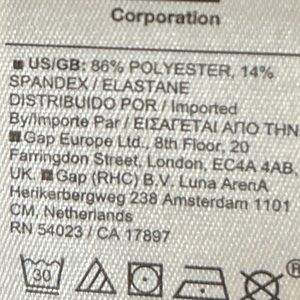 Corporation
■ US/GB: 86% POLYESTER, 14%
SPANDEX / ELASTANE
DISTRIBUIDO POR / Imported
By/Importe Par / ΕΙΣΑΓΕΤΑΙ ΑΠΟ ΤΗΝ
■ Gap Europe Ltd., 8th Floor, 20
Farringdon Street, London, EC4A 4AB,
UK. ■ Gap (RHC) B.V. Luna ArenA
Herikerbergweg 238 Amsterdam 1101
CM, Netherlands
RN 54023 / CA 17897
30